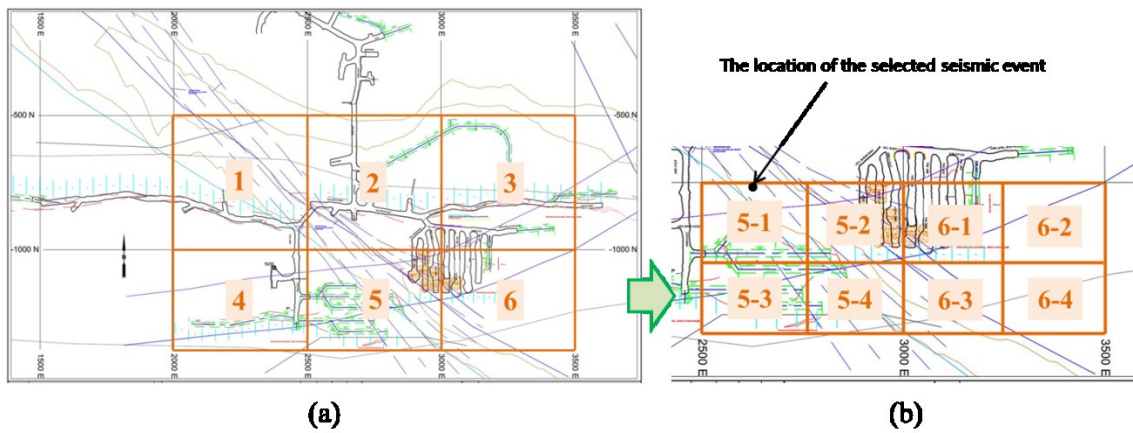 1500 E
2000 E
2500 E
3000 E
3500 E
The location of the selected seismic event
-500 N
-500 N
1
2
3
-1000 N
-1000 N
4
5
6
5-1
5-2
6-1
6-2
5-3
5-4
6-3
6-4
1500 E
2000 E
2500 E
3000 E
3500 E
2500 E
3000 E
3500 E
(a)
(b)